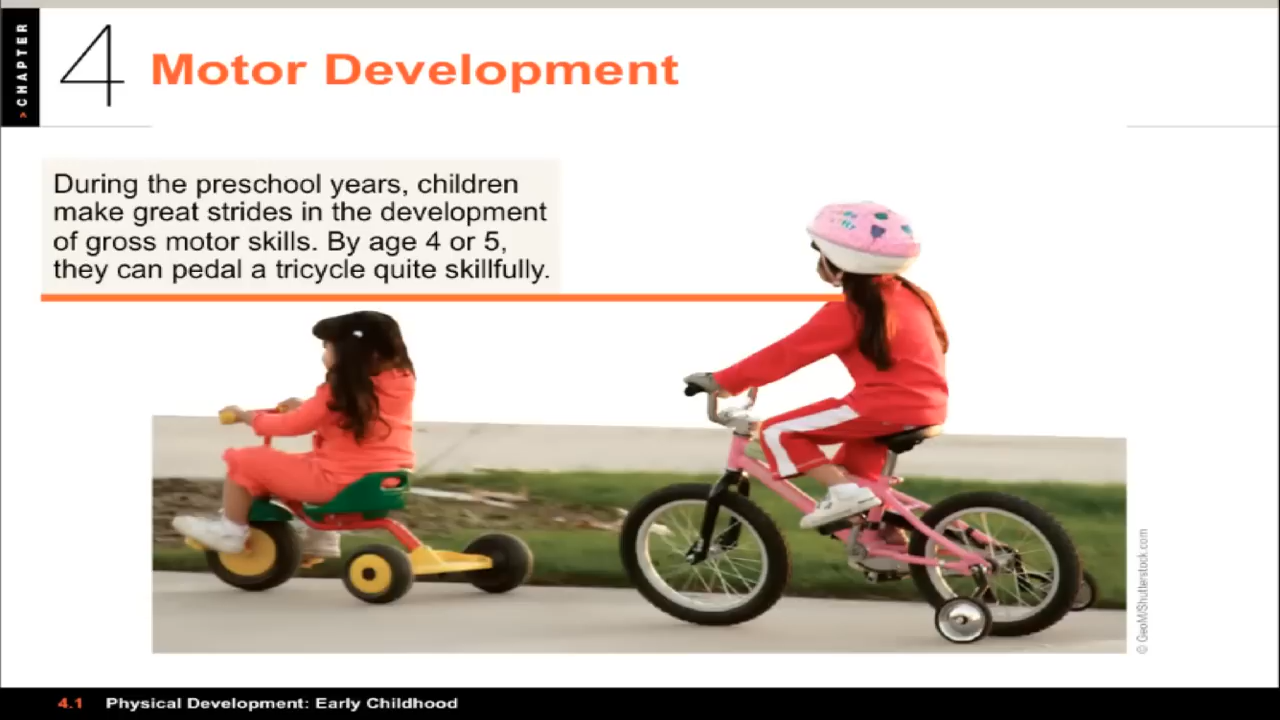 > CHAPTER
4
Motor Development
During the preschool years, children
make great strides in the development
of gross motor skills. By age 4 or 5,
they can pedal a tricycle quite skillfully.
© GeoM/Shutterstock.com
4.1 Physical Development: Early Childhood